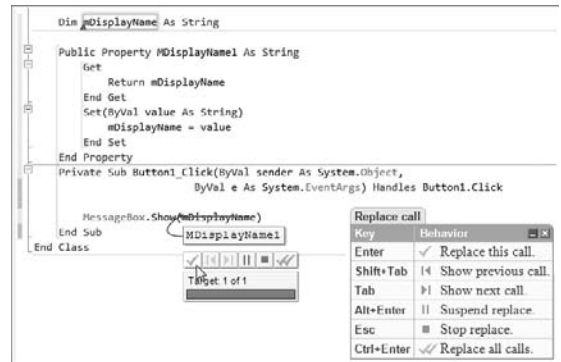 Dim mDisplayName As String
Public Property MDisplayName1 As String
Get
Return mDisplayName
End Get
Set(ByVal value As String)
mDisplayName = value
End Set
End Property
Private Sub Button1_Click(ByVal sender As System.Object,
ByVal e As System.EventArgs) Handles Button1.Click
MessageBox.Show(mDisplayName)
MDisplayName1
End Sub
End Class
Target: 1 of 1
Replace call
Key Behavior
Enter Replace this call.
Shift+Tab Show previous call.
Tab Show next call.
Alt+Enter Suspend replace.
Esc Stop replace.
Ctrl+Enter Replace all calls.